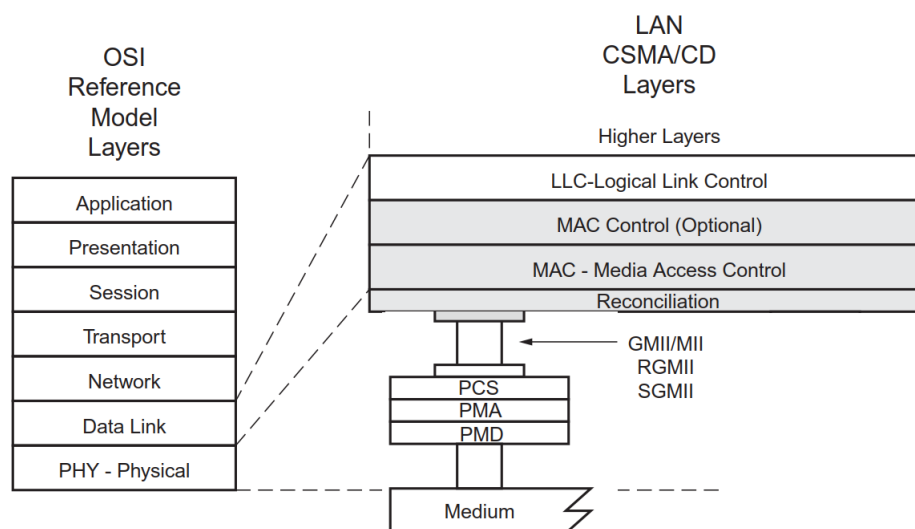 OSI
Reference
Model
Layers
Application
Presentation
Session
Transport
Network
Data Link
PHY - Physical
LAN
CSMA/CD
Layers
Higher Layers
LLC-Logical Link Control
MAC Control (Optional)
MAC - Media Access Control
Reconciliation
GMII/MII
RGMII
SGMII
PCS
PMA
PMD
Medium